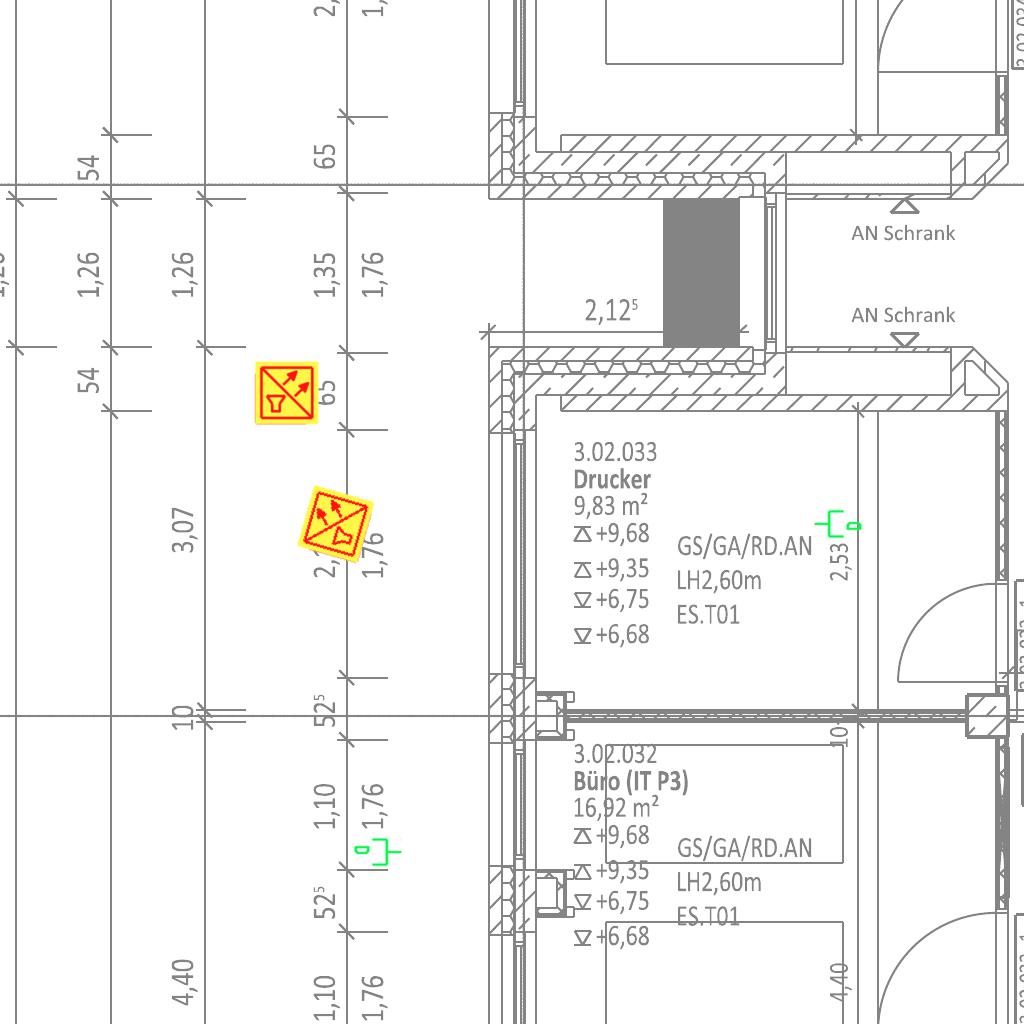 54
65
1,26
1,26
1,35
1,76
AN Schrank
AN Schrank
2,12⁵
54
65
3.02.033
Drucker
9,83 m²
+9,68
+9,35
+6,75
+6,68
GS/GA/RD.AN
LH2,60m
ES.T01
2,53
3,07
1,76
10
52⁵
10
3.02.032
Büro (IT P3)
16,92 m²
+9,68
+9,35
+6,75
+6,68
GS/GA/RD.AN
LH2,60m
ES.T01
1,10
1,76
52⁵
4,40
1,10
1,76
4,40